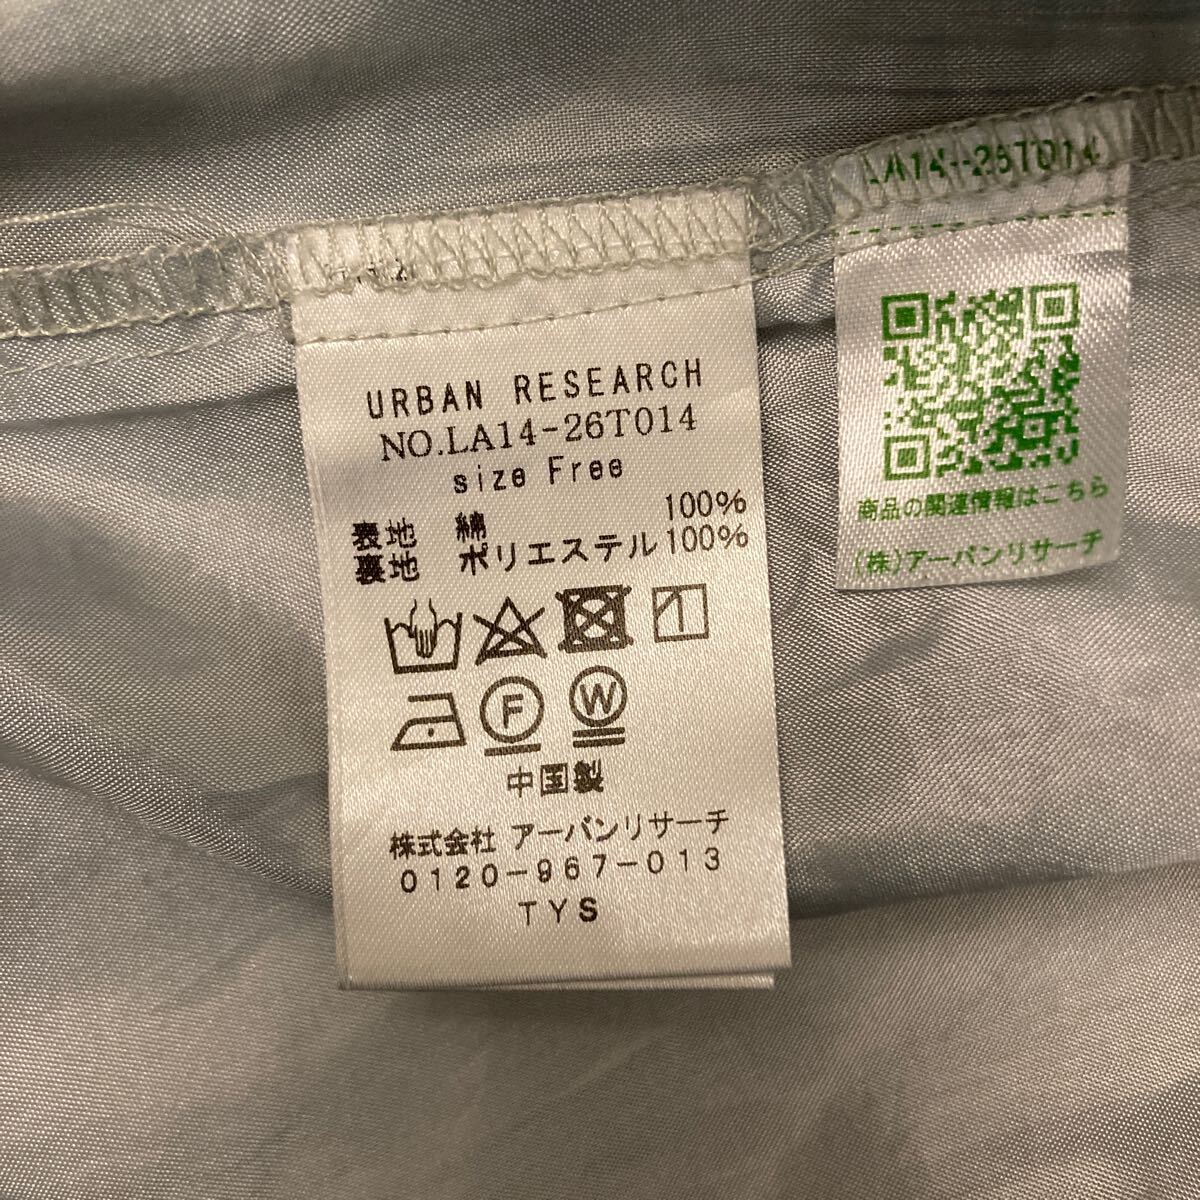 URBAN RESEARCH
NO.LA14-26T014
size Free
表地 綿 100%
裏地 ポリエステル 100%
F W
中国製
株式会社 アーバンリサーチ
0120-967-013
TYS
LA14-26T014
商品の関連情報はこちら
(株)アーバンリサーチ